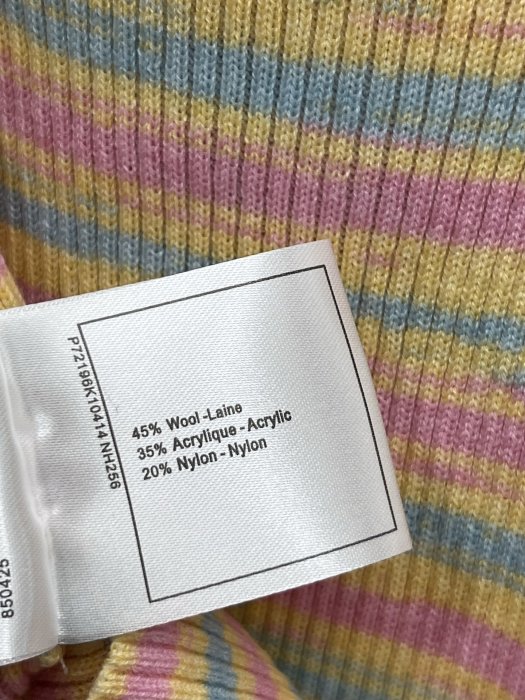 P72196K10414 NH256
45% Wool -Laine
35% Acrylique - Acrylic
20% Nylon - Nylon
850425